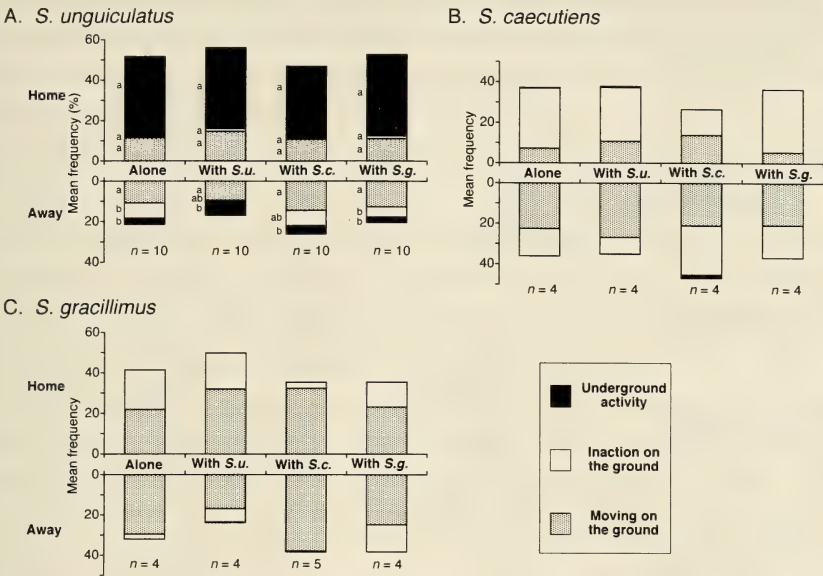 A. S. unguiculatus
60
40
Home
20
0
Mean frequency (%)
a
a
a
a
a
a
a
a
a
a
a
Alone
With S.u.
With S.c.
With S.g.
0
Away
20
40
a
b
b
a
ab
b
a
ab
b
a
b
b
n = 10
n = 10
n = 10
n = 10
B. S. caecutiens
40
20
0
Alone
With S.u.
With S.c.
With S.g.
0
20
40
n = 4
n = 4
n = 4
n = 4
C. S. gracillimus
60
40
Home
20
0
Mean frequency
Alone
With S.u.
With S.c.
With S.g.
0
20
Away
40
n = 4
n = 4
n = 5
n = 4
Underground
activity
Inaction on
the ground
Moving on
the ground